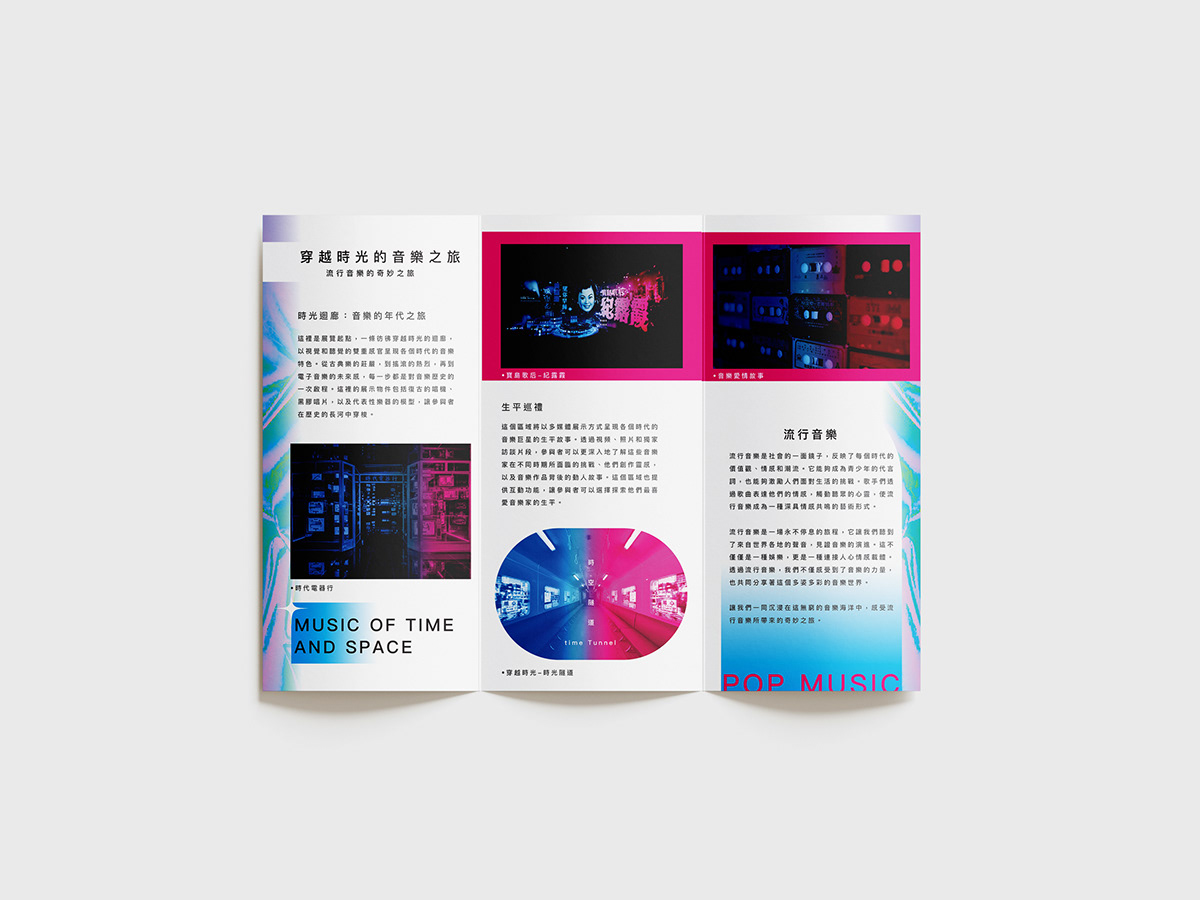 穿越時光的音樂之旅
流行音樂的奇妙之旅
時光迴廊：音樂的年代之旅
這裡是展覽起點，一條彷彿穿越時光的迴廊，
以視覺和聽覺的雙重感官呈現各個時代的音樂
特色。從古典樂的莊嚴，到搖滾的熱烈，再到
電子音樂的未來感，每一步都是對音樂歷史的
一次啟程。這裡的展示物件包括復古的唱機、
黑膠唱片，以及代表性樂器的模型，讓參與者
在歷史的長河中穿梭。
•時代電器行
MUSIC OF TIME
AND SPACE
紀露霞
•寶島歌后–紀露霞
生平巡禮
這個區域將以多媒體展示方式呈現各個時代的
音樂巨星的生平故事。透過視頻、照片和獨家
訪談片段，參與者可以更深入地了解這些音樂
家在不同時期所面臨的挑戰、他們創作靈感，
以及音樂作品背後的動人故事。這個區域也提
供互動功能，讓參與者可以選擇探索他們最喜
愛音樂家的生平。
時空隧道
time Tunnel
•穿越時光–時光隧道
•音樂愛情故事
流行音樂
流行音樂是社會的一面鏡子，反映了每個時代的
價值觀、情感和潮流。它能夠成為青少年的代言
詞，也能夠激勵人們面對生活的挑戰。歌手們透
過歌曲表達他們的情感，觸動聽眾的心靈，使流
行音樂成為一種深具情感共鳴的藝術形式。
流行音樂是一場永不停息的旅程，它讓我們聽到
了來自世界各地的聲音，見證音樂的演進。這不
僅僅是一種娛樂，更是一種連接人心情感載體。
透過流行音樂，我們不僅感受到了音樂的力量，
也共同分享著這個多姿多彩的音樂世界。
讓我們一同沉浸在這無窮的音樂海洋中，感受流
行音樂所帶來的奇妙之旅。
POP MUSIC